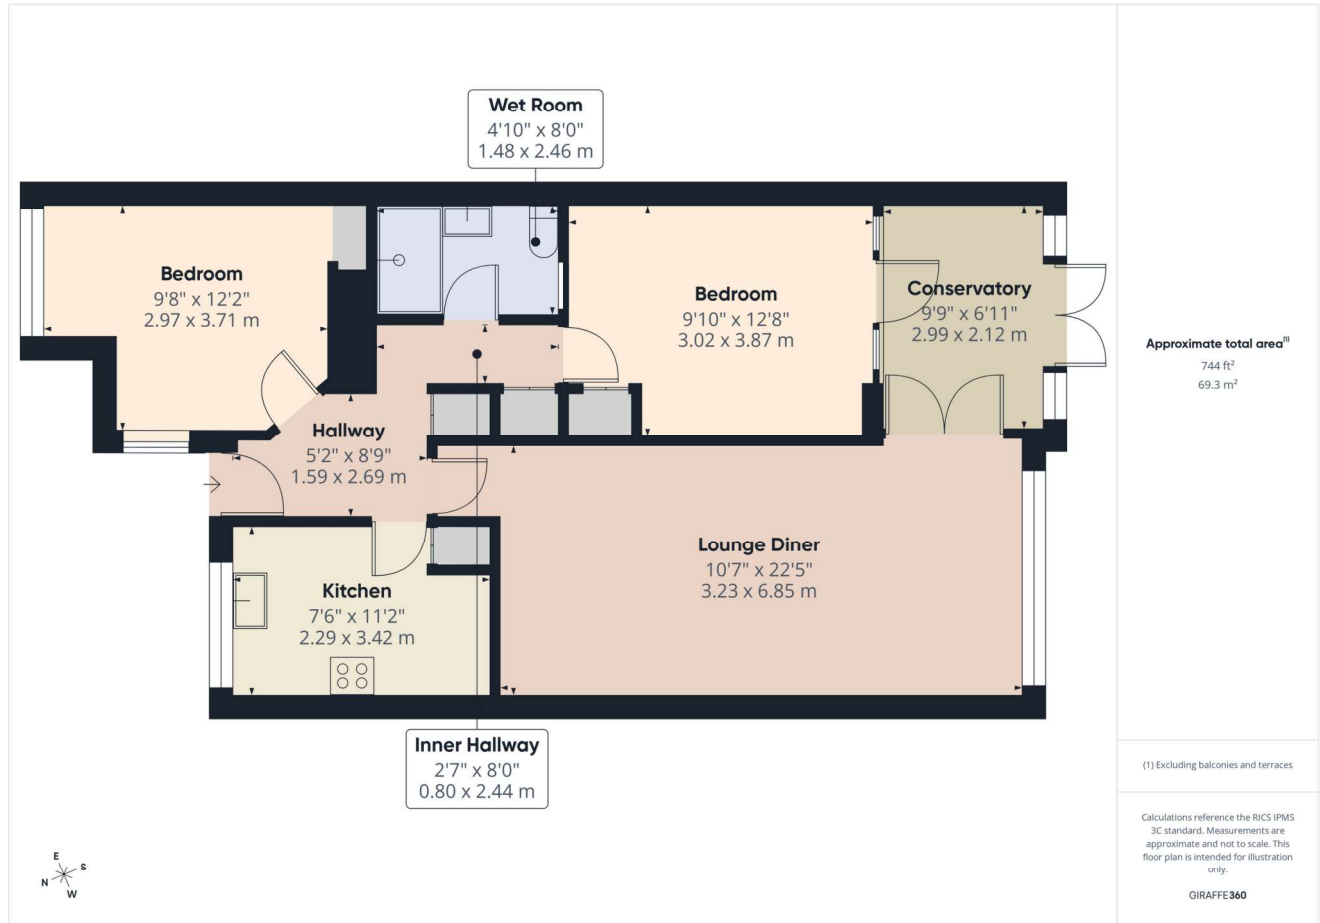 Wet Room
4'10" x 8'0"
1.48 x 2.46 m
Bedroom
9'8" x 12'2"
2.97 x 3.71 m
Bedroom
9'10" x 12'8"
3.02 x 3.87 m
Conservatory
9'9" x 6'11"
2.99 x 2.12 m
Hallway
5'2" x 8'9"
1.59 x 2.69 m
Lounge Diner
10'7" x 22'5"
3.23 x 6.85 m
Kitchen
7'6" x 11'2"
2.29 x 3.42 m
Inner Hallway
2'7" x 8'0"
0.80 x 2.44 m
E
S
N
W
Approximate total area(1)
744 ft²
69.3 m²
(1) Excluding balconies and terraces
Calculations reference the RICS IPMS
3C standard. Measurements are
approximate and not to scale. This
floor plan is intended for illustration
only.
GIRAFFE360